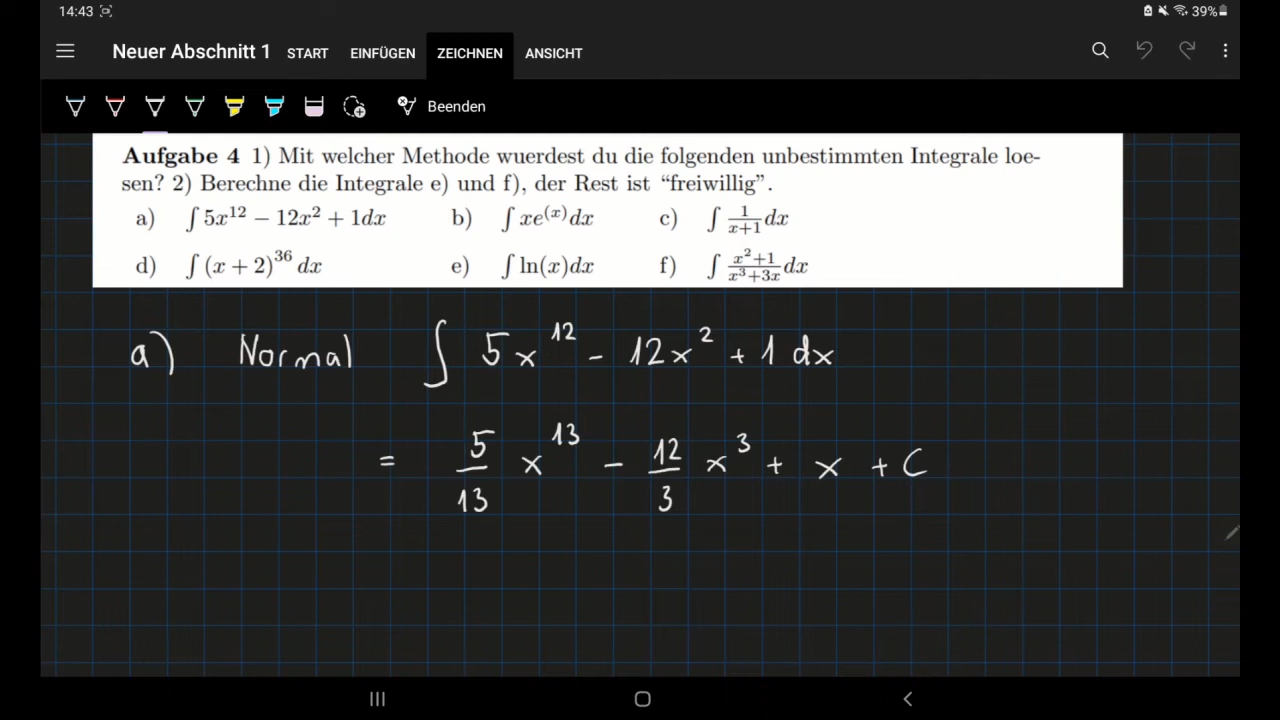 14:43 39%
Neuer Abschnitt 1 START EINFÜGEN ZEICHNEN ANSICHT
Beenden
Aufgabe 4 1) Mit welcher Methode wuerdest du die folgenden unbestimmten Integrale loe-
sen? 2) Berechne die Integrale e) und f), der Rest ist “freiwillig”.
a) ∫ 5x^12 − 12x^2 + 1dx b) ∫ xe^(x) dx c) ∫ 1/(x+1) dx
d) ∫ (x + 2)^36 dx e) ∫ ln(x)dx f) ∫ (x^2+1)/(x^3+3x) dx
a) Normal ∫ 5x^12 − 12x^2 + 1 dx
= 5/13 x^13 − 12/3 x^3 + x + C